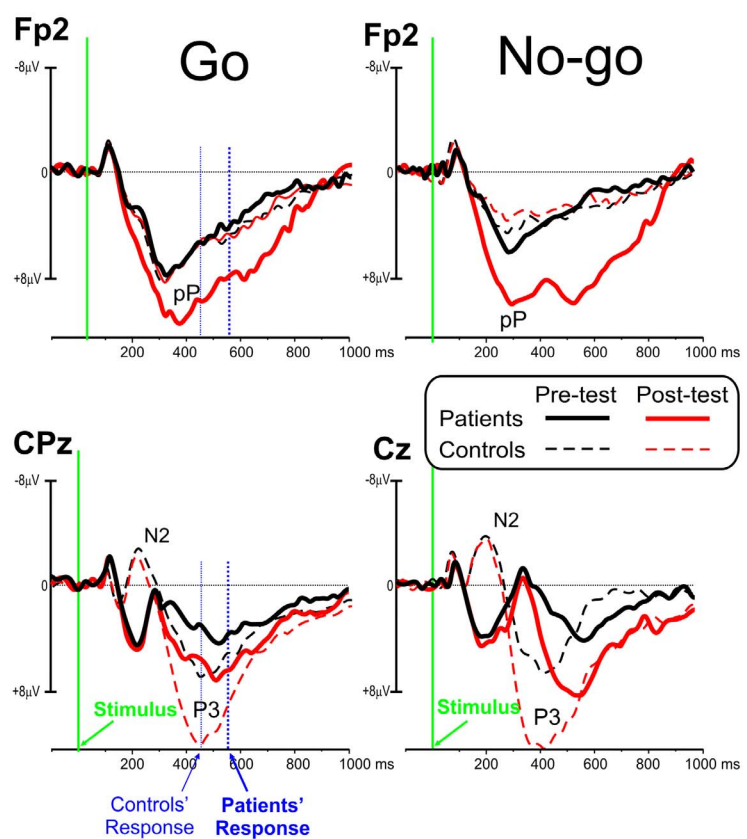 Fp2
Go
Fp2
No-go
-8µV
-8µV
0
0
+8µV
+8µV
pP
pP
200 400 600 800 1000 ms
200 400 600 800 1000 ms
Pre-test Post-test
Patients
Controls
CPz
Cz
-8µV
-8µV
N2
N2
0
0
+8µV
+8µV
Stimulus
P3
Stimulus
P3
200 400 600 800 1000 ms
200 400 600 800 1000 ms
Controls'
Response
Patients'
Response